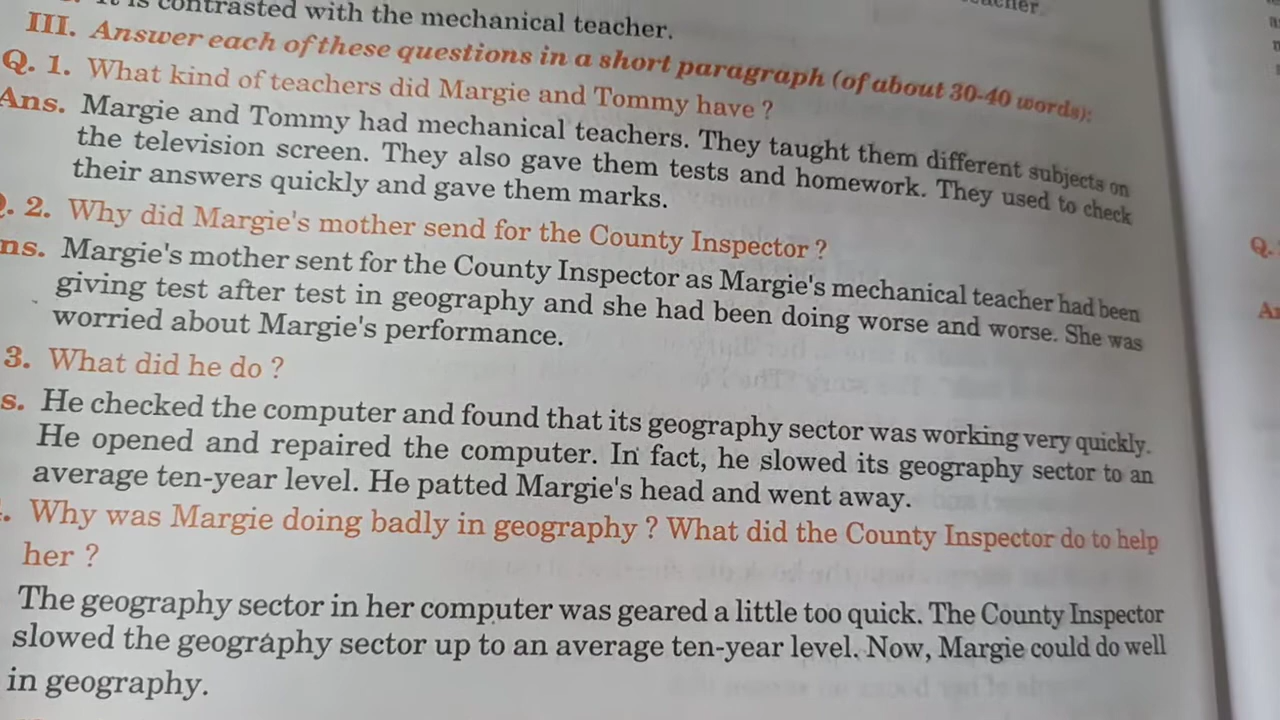 It is contrasted with the mechanical teacher.
III. Answer each of these questions in a short paragraph (of about 30-40 words):
Q. 1. What kind of teachers did Margie and Tommy have ?
Ans. Margie and Tommy had mechanical teachers. They taught them different subjects on
the television screen. They also gave them tests and homework. They used to check
their answers quickly and gave them marks.
2. Why did Margie's mother send for the County Inspector ?
ns. Margie's mother sent for the County Inspector as Margie's mechanical teacher had been
giving test after test in geography and she had been doing worse and worse. She was
worried about Margie's performance.
3. What did he do ?
s. He checked the computer and found that its geography sector was working very quickly.
He opened and repaired the computer. In fact, he slowed its geography sector to an
average ten-year level. He patted Margie's head and went away.
. Why was Margie doing badly in geography ? What did the County Inspector do to help
her ?
The geography sector in her computer was geared a little too quick. The County Inspector
slowed the geography sector up to an average ten-year level. Now, Margie could do well
in geography.
Q.